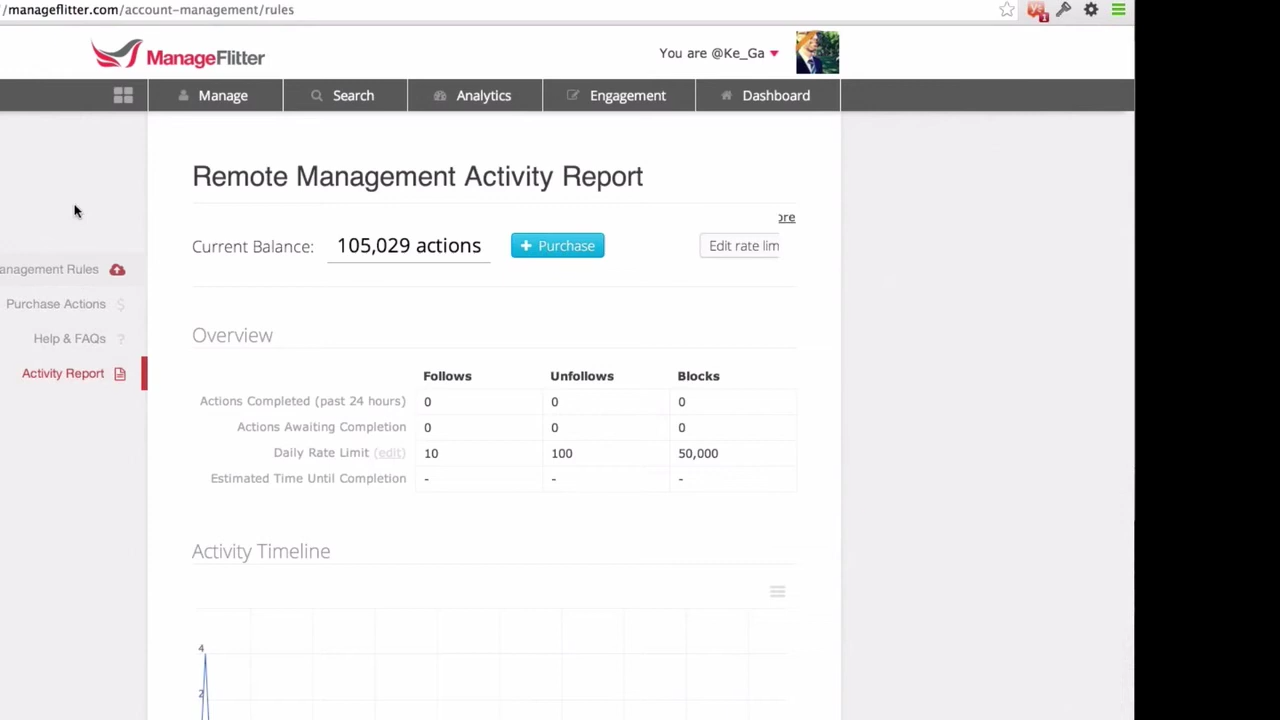 /manageflitter.com/account-management/rules
ManageFlitter
You are @Ke_Ga
Manage Search Analytics Engagement Dashboard
Remote Management Activity Report
ore
Current Balance: 105,029 actions + Purchase Edit rate lim
anagement Rules
Purchase Actions $
Help & FAQs ?
Activity Report
Overview
Follows Unfollows Blocks
Actions Completed (past 24 hours) 0 0 0
Actions Awaiting Completion 0 0 0
Daily Rate Limit (edit) 10 100 50,000
Estimated Time Until Completion - - -
Activity Timeline
4
2